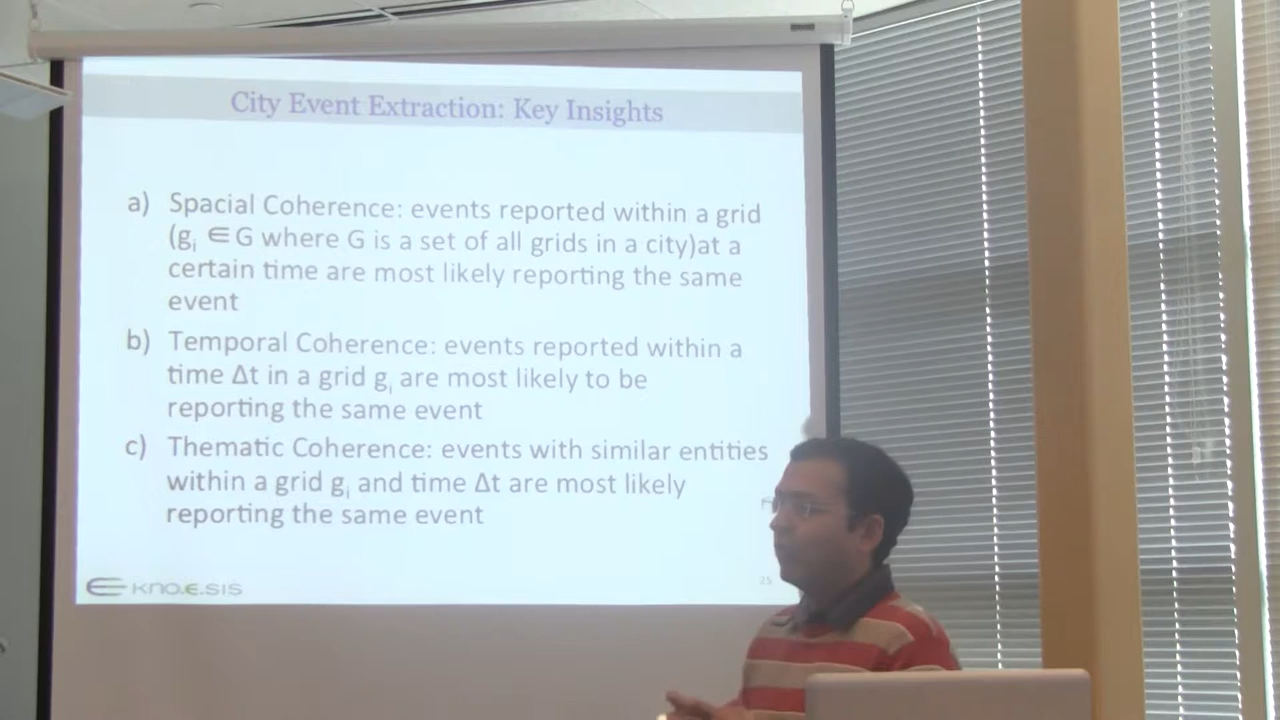 City Event Extraction: Key Insights
a) Spacial Coherence: events reported within a grid
(gᵢ ∈ G where G is a set of all grids in a city)at a
certain time are most likely reporting the same
event
b) Temporal Coherence: events reported within a
time Δt in a grid gᵢ are most likely to be
reporting the same event
c) Thematic Coherence: events with similar entities
within a grid gᵢ and time Δt are most likely
reporting the same event
kno.e.sis
25